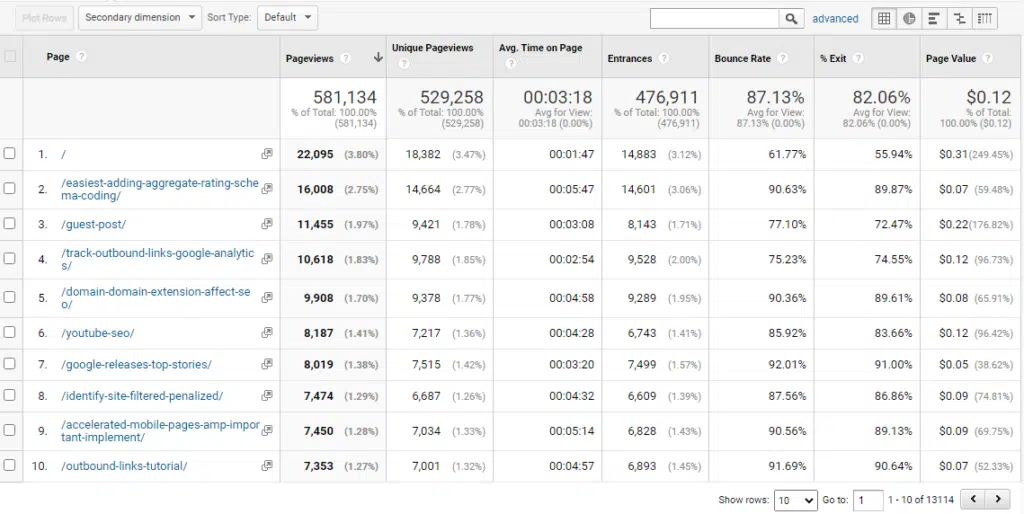 Plot Rows Secondary dimension Sort Type: Default advanced
Page ? Pageviews ? Unique Pageviews ? Avg. Time on Page ? Entrances ? Bounce Rate ? % Exit ? Page Value ?
581,134 529,258 00:03:18 476,911 87.13% 82.06% $0.12
% of Total: 100.00% % of Total: 100.00% Avg for View: % of Total: 100.00% Avg for View: Avg for View: % of Total:
(581,134) (529,258) 00:03:18 (0.00%) (476,911) 87.13% (0.00%) 82.06% (0.00%) 100.00% ($0.12)
1. / 22,095 (3.80%) 18,382 (3.47%) 00:01:47 14,883 (3.12%) 61.77% 55.94% $0.31(249.45%)
2. /easiest-adding-aggregate-rating-sche
ma-coding/ 16,008 (2.75%) 14,664 (2.77%) 00:05:47 14,601 (3.06%) 90.63% 89.87% $0.07 (59.48%)
3. /guest-post/ 11,455 (1.97%) 9,421 (1.78%) 00:03:08 8,143 (1.71%) 77.10% 72.47% $0.22(176.82%)
4. /track-outbound-links-google-analytic
s/ 10,618 (1.83%) 9,788 (1.85%) 00:02:54 9,528 (2.00%) 75.23% 74.55% $0.12 (96.73%)
5. /domain-domain-extension-affect-se
o/ 9,908 (1.70%) 9,378 (1.77%) 00:04:58 9,289 (1.95%) 90.36% 89.61% $0.08 (65.91%)
6. /youtube-seo/ 8,187 (1.41%) 7,217 (1.36%) 00:04:28 6,743 (1.41%) 85.92% 83.66% $0.12 (96.42%)
7. /google-releases-top-stories/ 8,019 (1.38%) 7,515 (1.42%) 00:03:20 7,499 (1.57%) 92.01% 91.00% $0.05 (38.62%)
8. /identify-site-filtered-penalized/ 7,474 (1.29%) 6,687 (1.26%) 00:04:32 6,609 (1.39%) 87.56% 86.86% $0.09 (74.81%)
9. /accelerated-mobile-pages-amp-impor
tant-implement/ 7,450 (1.28%) 7,034 (1.33%) 00:05:14 6,828 (1.43%) 90.56% 89.13% $0.09 (69.75%)
10. /outbound-links-tutorial/ 7,353 (1.27%) 7,001 (1.32%) 00:04:57 6,893 (1.45%) 91.69% 90.64% $0.07 (52.33%)
Show rows: 10 Go to: 1 1 - 10 of 13114